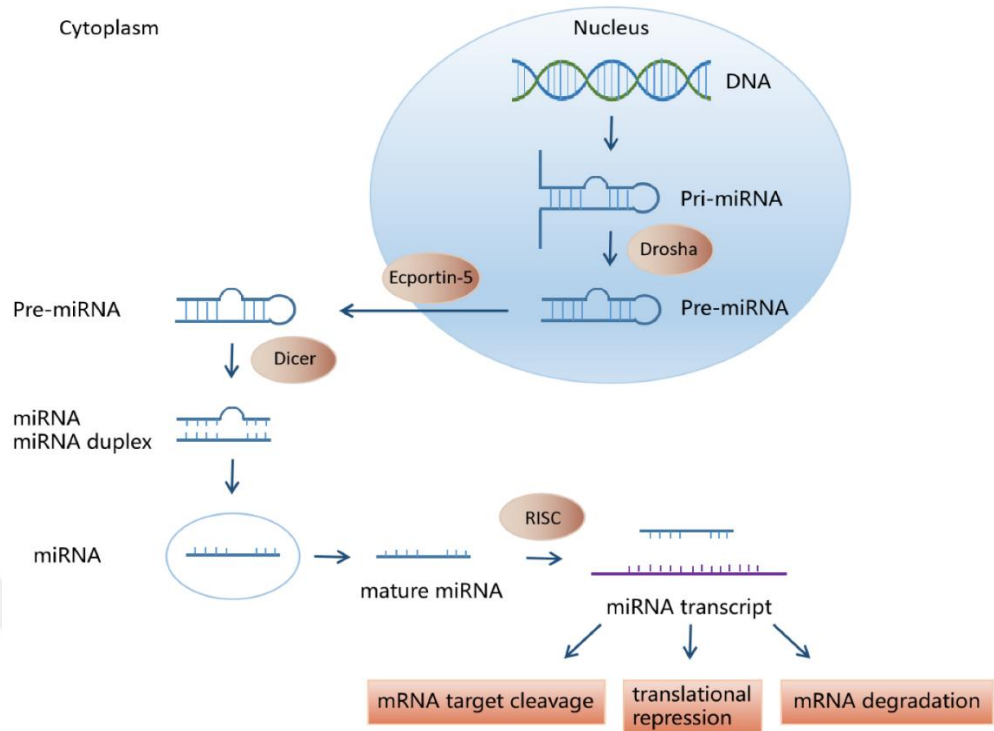 Cytoplasm
Nucleus
DNA
Pri-miRNA
Drosha
Ecportin-5
Pre-miRNA
Pre-miRNA
Dicer
miRNA
miRNA duplex
RISC
miRNA
mature miRNA
miRNA transcript
mRNA target cleavage
translational
repression
mRNA degradation